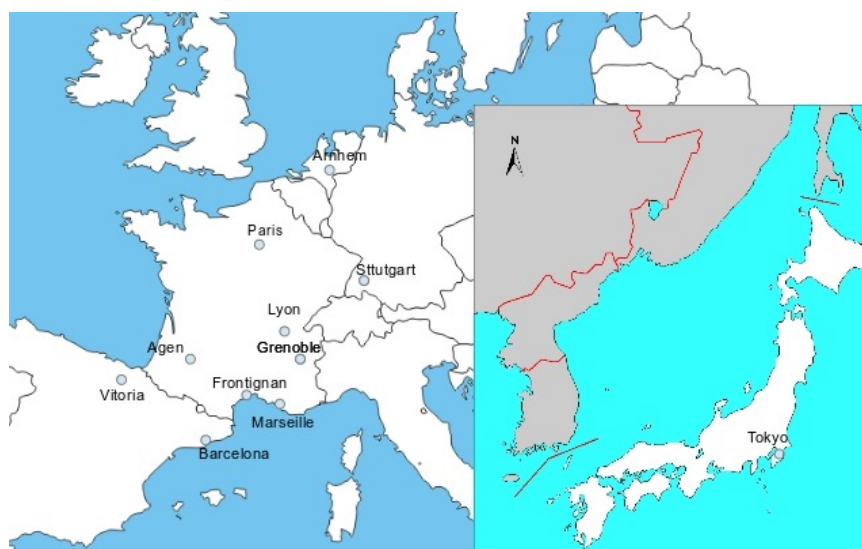 Arnhem
N
Paris
Sttutgart
Lyon
Grenoble
Agen
Frontignan
Vitoria
Marseille
Tokyo
Barcelona